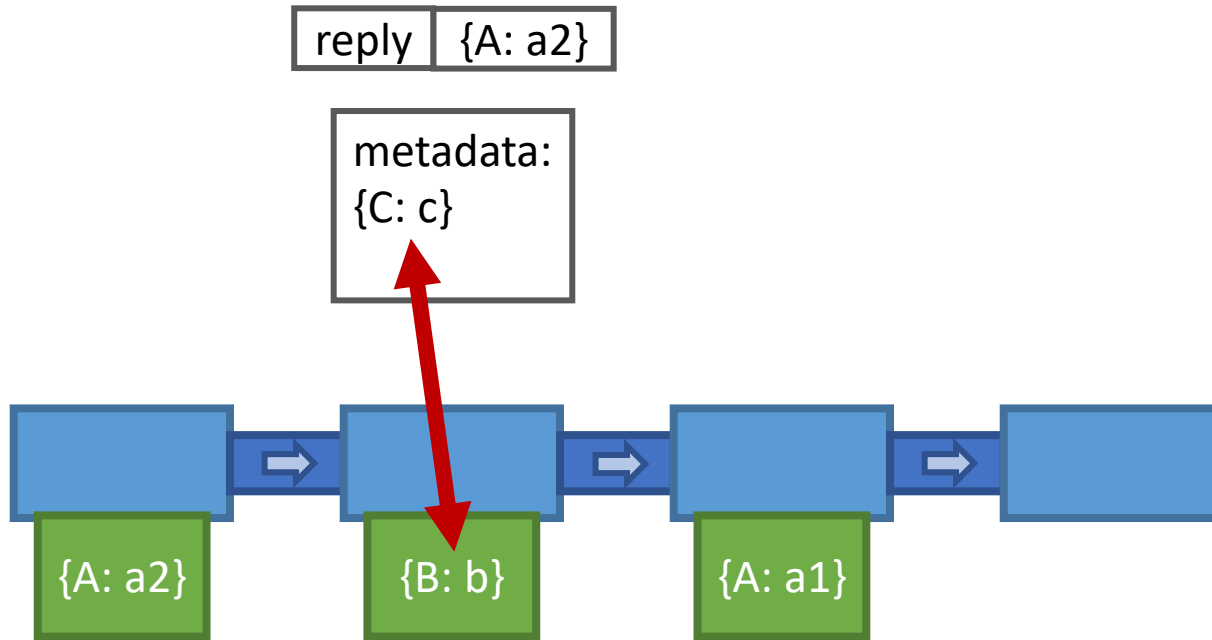 reply {A: a2}
metadata:
{C: c}
{A: a2} {B: b} {A: a1}